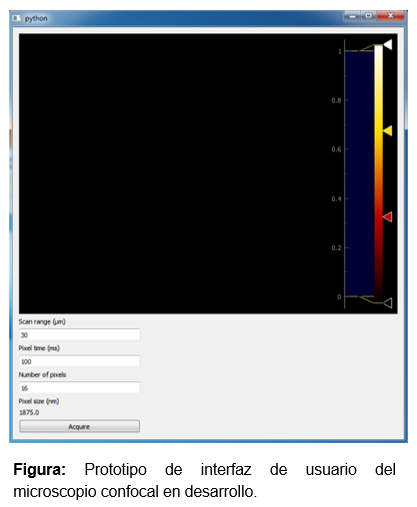 python
1
0.8
0.6
0.4
0.2
0
Scan range (µm)
30
Pixel time (ms)
100
Number of pixels
16
Pixel size (nm)
1875.0
Acquire
Figura: Prototipo de interfaz de usuario del
microscopio confocal en desarrollo.